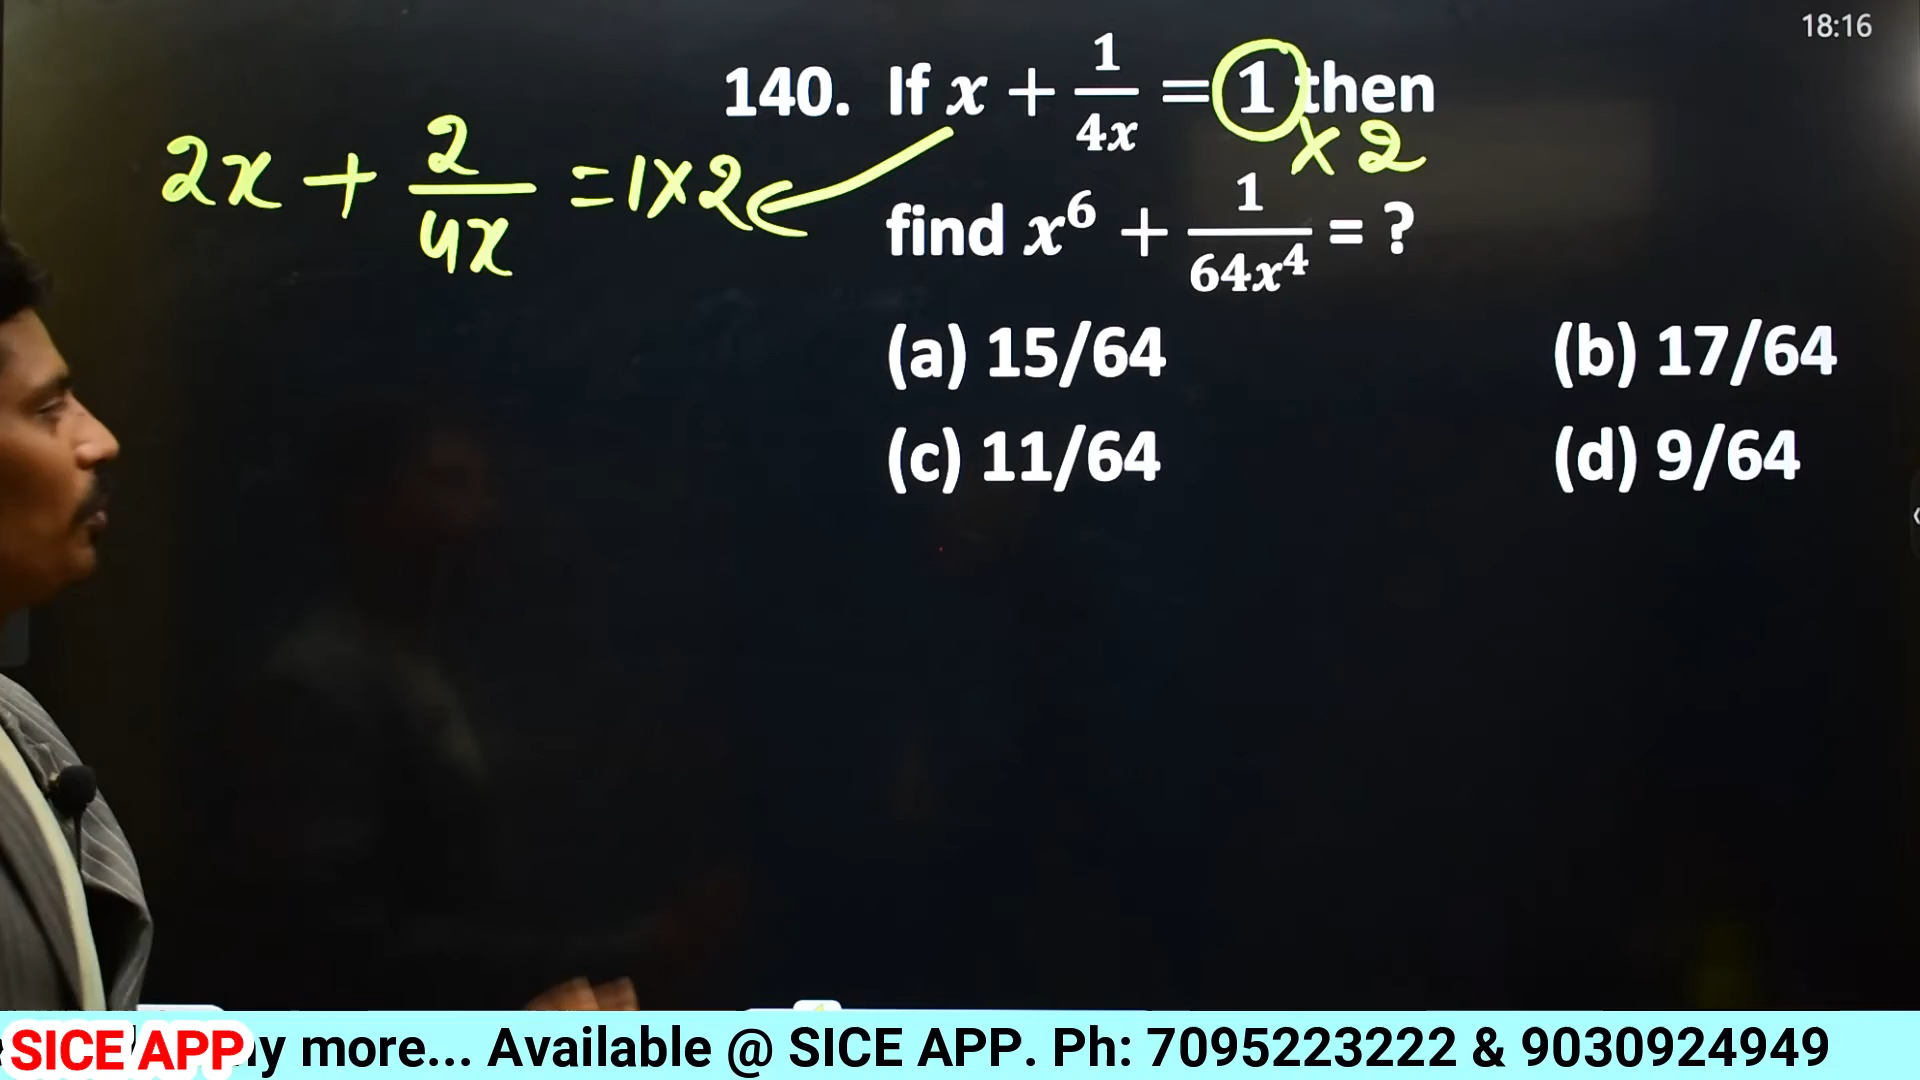 18:16
140. If x + 1/4x = 1 then
× 2
2x + 2/4x = 1×2
find x⁶ + 1/64x⁴ = ?
(a) 15/64 (b) 17/64
(c) 11/64 (d) 9/64
SICE APP y more... Available @ SICE APP. Ph: 7095223222 & 9030924949